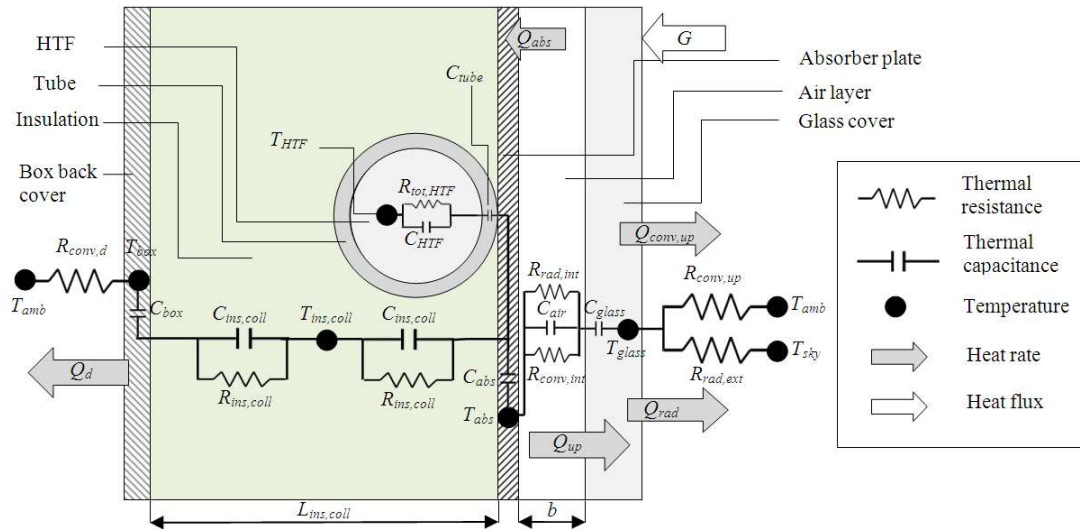 HTF
Tube
Insulation
Box back
cover
Q_abs
G
C_tube
Absorber plate
Air layer
Glass cover
T_HTF
R_tot,HTF
C_HTF
Thermal
resistance
Thermal
capacitance
Temperature
Heat rate
Heat flux
Q_conv,up
R_conv,d
T_box
T_amb
C_box
C_ins,coll
T_ins,coll
C_ins,coll
R_ins,coll
R_ins,coll
R_rad,int
C_air
C_glass
R_conv,int
T_glass
R_conv,up
T_amb
T_sky
R_rad,ext
C_abs
T_abs
Q_d
Q_rad
Q_up
L_ins,coll
b